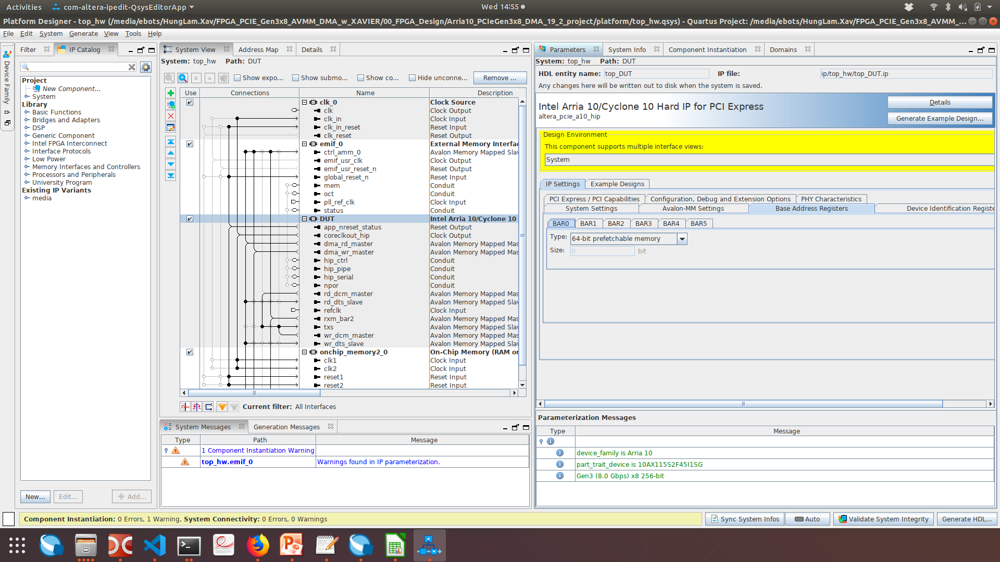 Activities com-altera-ipedit-QsysEditorApp Wed 14:55
Platform Designer - top_hw (/media/ebots/HungLam.Xav/FPGA_PCIE_Gen3x8_AVMM_DMA_w_XAVIER/00_FPGA_Design/Arria10_PCIeGen3x8_DMA_19_2_project/platform/top_hw.qsys) - Quartus Project: /media/ebots/HungLam.Xav/FPGA_PCIE_Gen3x8_AVMM_...
File Edit System Generate View Tools Help
Device Family
Filter IP Catalog
Project
New Component...
System
Library
Basic Functions
Bridges and Adapters
DSP
Generic Component
Intel FPGA Interconnect
Interface Protocols
Low Power
Memory Interfaces and Controllers
Processors and Peripherals
University Program
Existing IP Variants
media
New... Edit... Add...
System View Address Map Details
System: top_hw Path: DUT
Show expo... Show submo... Show co... Hide unconne... Remove ...
Use Connections Name Description
clk_0 Clock Source
clk Clock Output
clk_in Clock Input
clk_in_reset Reset Input
clk_reset Reset Output
emif_0 External Memory Interfac
ctrl_amm_0 Avalon Memory Mapped Slav
emif_usr_clk Clock Output
emif_usr_reset_n Reset Output
global_reset_n Reset Input
mem Conduit
oct Conduit
pll_ref_clk Clock Input
status Conduit
DUT Intel Arria 10/Cyclone 10
app_nreset_status Reset Output
coreclkout_hip Clock Output
dma_rd_master Avalon Memory Mapped Mas
dma_wr_master Avalon Memory Mapped Mas
hip_ctrl Conduit
hip_pipe Conduit
hip_serial Conduit
npor Conduit
rd_dcm_master Avalon Memory Mapped Mas
rd_dts_slave Avalon Memory Mapped Slav
refclk Clock Input
rxm_bar2 Avalon Memory Mapped Mas
txs Avalon Memory Mapped Slav
wr_dcm_master Avalon Memory Mapped Mas
wr_dts_slave Avalon Memory Mapped Slav
onchip_memory2_0 On-Chip Memory (RAM or
clk1 Clock Input
clk2 Clock Input
reset1 Reset Input
reset2 Reset Input
Current filter: All Interfaces
System Messages Generation Messages
Type Path Message
1 Component Instantiation Warning
top_hw.emif_0 Warnings found in IP parameterization.
Parameters System Info Component Instantiation Domains
System: top_hw Path: DUT
HDL entity name: top_DUT IP file: ip/top_hw/top_DUT.ip
Any changes here will be written out to disk when the system is saved.
Intel Arria 10/Cyclone 10 Hard IP for PCI Express
altera_pcie_a10_hip
Details
Generate Example Design...
Design Environment
This component supports multiple interface views:
System
IP Settings Example Designs
PCI Express / PCI Capabilities Configuration, Debug and Extension Options PHY Characteristics
System Settings Avalon-MM Settings Base Address Registers Device Identification Registe
BAR0 BAR1 BAR2 BAR3 BAR4 BAR5
Type: 64-bit prefetchable memory
Size: 0 bit
Parameterization Messages
Type Message
device_family is Arria 10
part_trait_device is 10AX115S2F45I1SG
Gen3 (8.0 Gbps) x8 256-bit
Component Instantiation: 0 Errors, 1 Warning, System Connectivity: 0 Errors, 0 Warnings
Sync System Infos Auto Validate System Integrity Generate HDL...